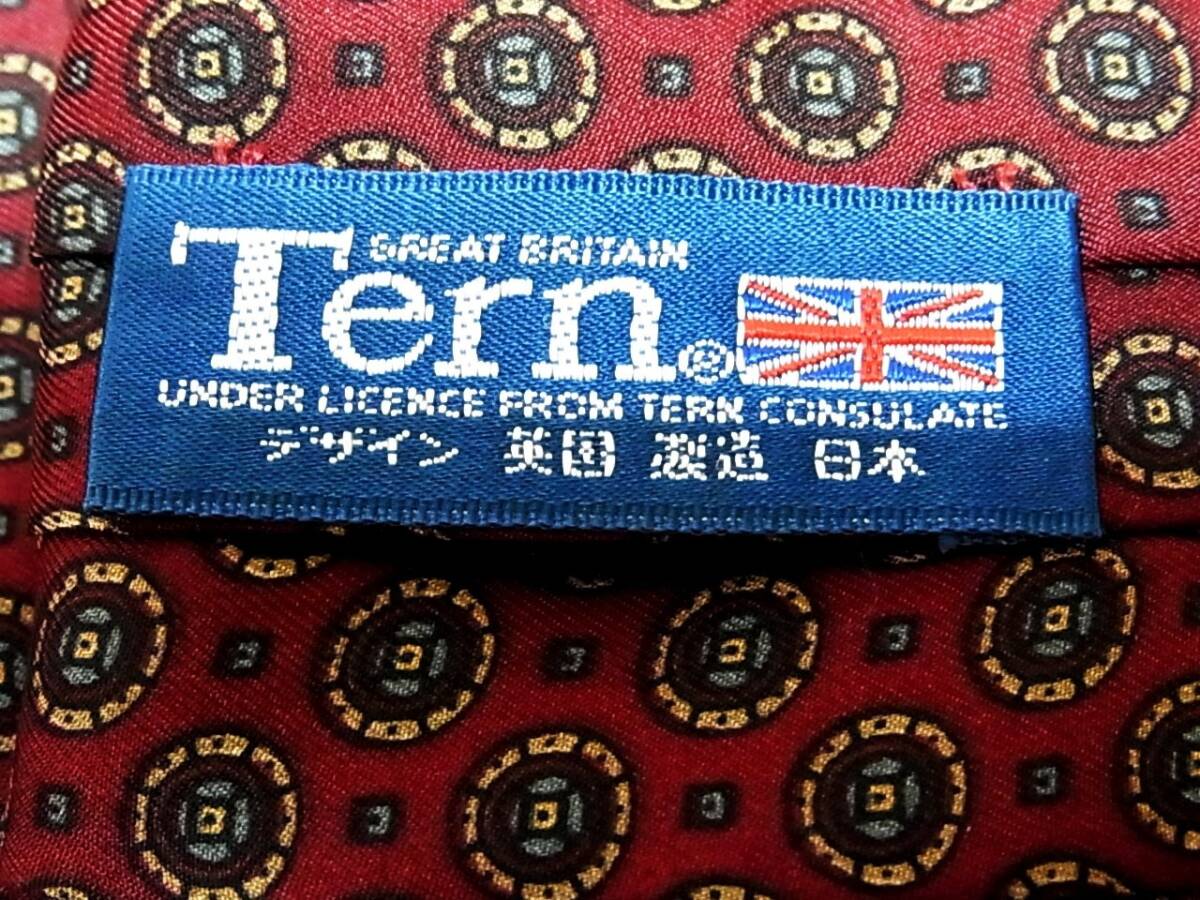 GREAT BRITAIN
Tern®
UNDER LICENCE FROM TERN CONSULATE
デザイン 英国 製造 日本